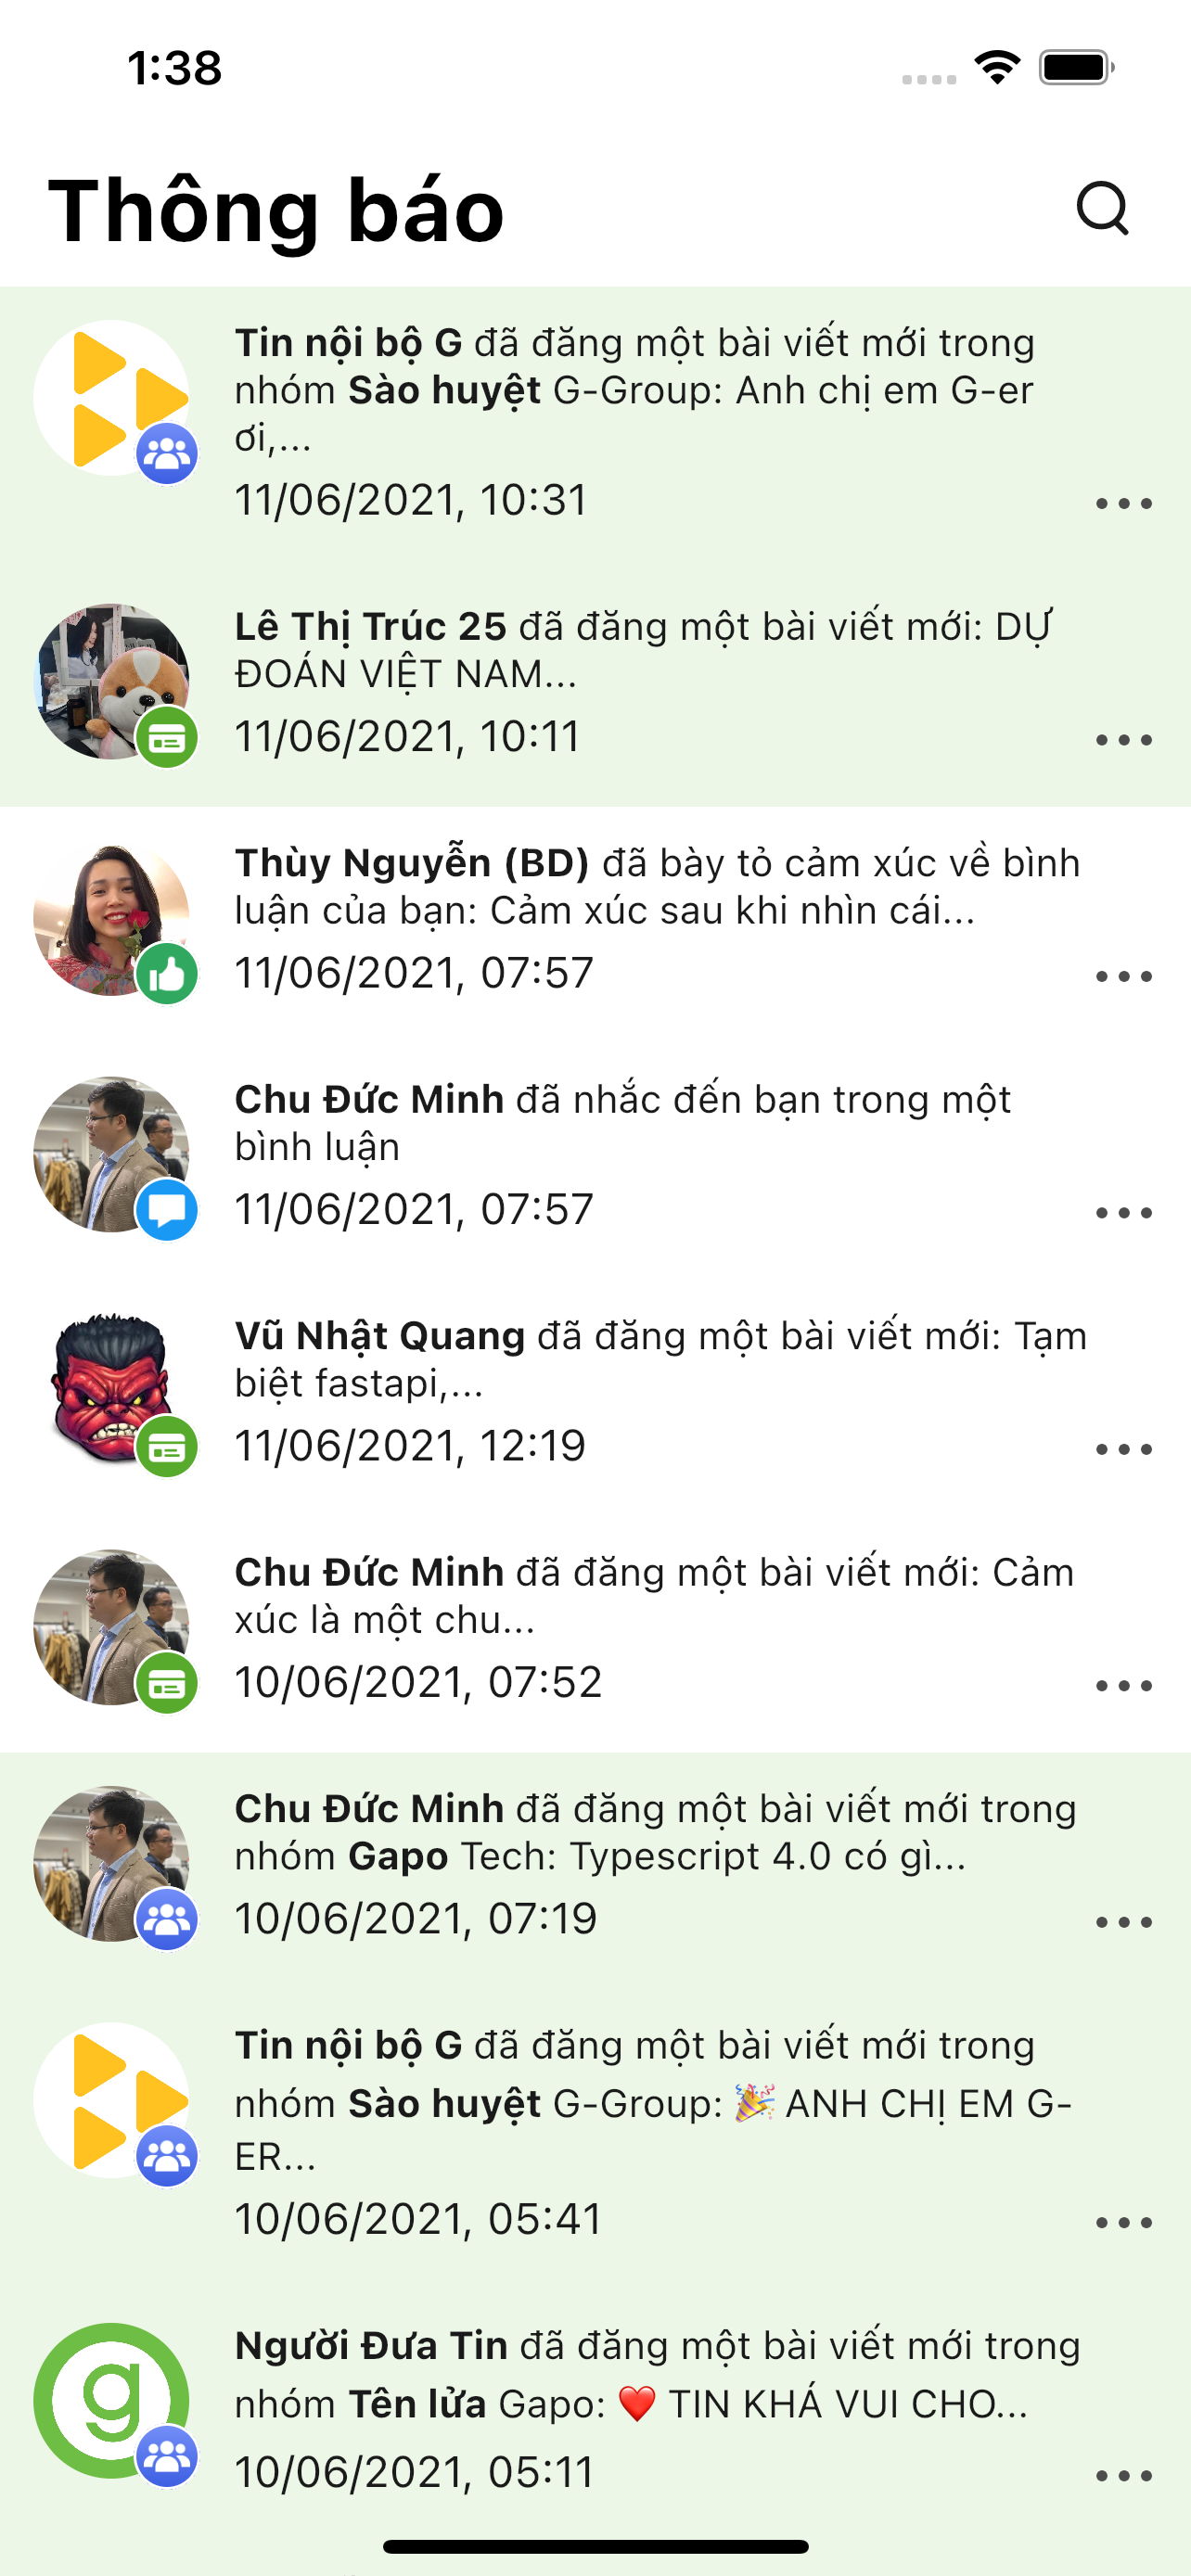 1:38
Thông báo
Tin nội bộ G đã đăng một bài viết mới trong
nhóm Sào huyệt G-Group: Anh chị em G-er
ơi,...
11/06/2021, 10:31
Lê Thị Trúc 25 đã đăng một bài viết mới: DỰ
ĐOÁN VIỆT NAM...
11/06/2021, 10:11
Thùy Nguyễn (BD) đã bày tỏ cảm xúc về bình
luận của bạn: Cảm xúc sau khi nhìn cái...
11/06/2021, 07:57
Chu Đức Minh đã nhắc đến bạn trong một
bình luận
11/06/2021, 07:57
Vũ Nhật Quang đã đăng một bài viết mới: Tạm
biệt fastapi,...
11/06/2021, 12:19
Chu Đức Minh đã đăng một bài viết mới: Cảm
xúc là một chu...
10/06/2021, 07:52
Chu Đức Minh đã đăng một bài viết mới trong
nhóm Gapo Tech: Typescript 4.0 có gì...
10/06/2021, 07:19
Tin nội bộ G đã đăng một bài viết mới trong
nhóm Sào huyệt G-Group: 🎉 ANH CHỊ EM G-
ER...
10/06/2021, 05:41
g
Người Đưa Tin đã đăng một bài viết mới trong
nhóm Tên lửa Gapo: ❤️ TIN KHÁ VUI CHO...
10/06/2021, 05:11